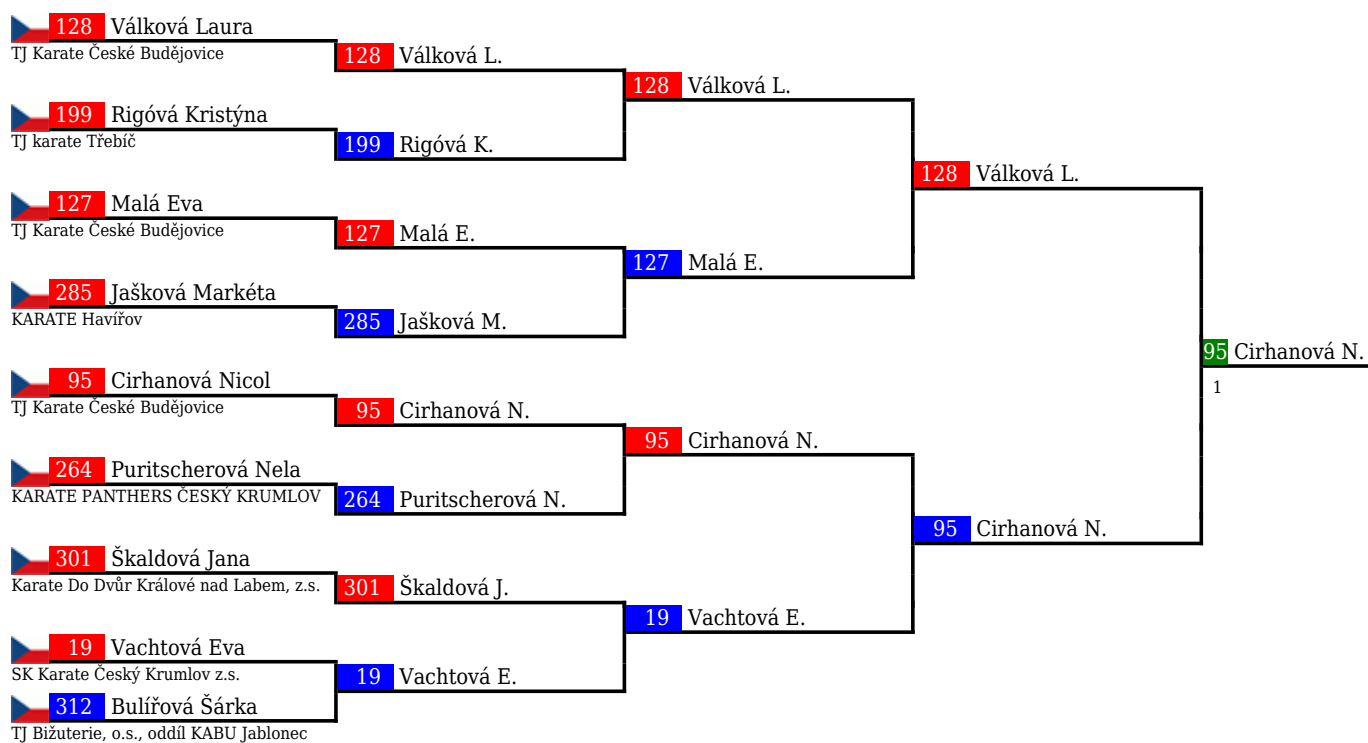 128 Válková Laura
TJ Karate České Budějovice
128 Válková L.
128 Válková L.
199 Rigóvá Kristýna
TJ karate Třebíč
199 Rigóvá K.
128 Válková L.
127 Malá Eva
TJ Karate České Budějovice
127 Malá E.
127 Malá E.
285 Jašková Markéta
KARATE Havířov
285 Jašková M.
95 Cirhanová N.
1
95 Cirhanová Nicol
TJ Karate České Budějovice
95 Cirhanová N.
95 Cirhanová N.
264 Puritscherová Nela
KARATE PANTHERS ČESKÝ KRUMLOV
264 Puritscherová N.
95 Cirhanová N.
301 Škaldová Jana
Karate Do Dvůr Králové nad Labem, z.s.
301 Škaldová J.
19 Vachtová E.
19 Vachtová Eva
SK Karate Český Krumlov z.s.
19 Vachtová E.
312 Bulířová Šárka
TJ Bižuterie, o.s., oddíl KABU Jablonec